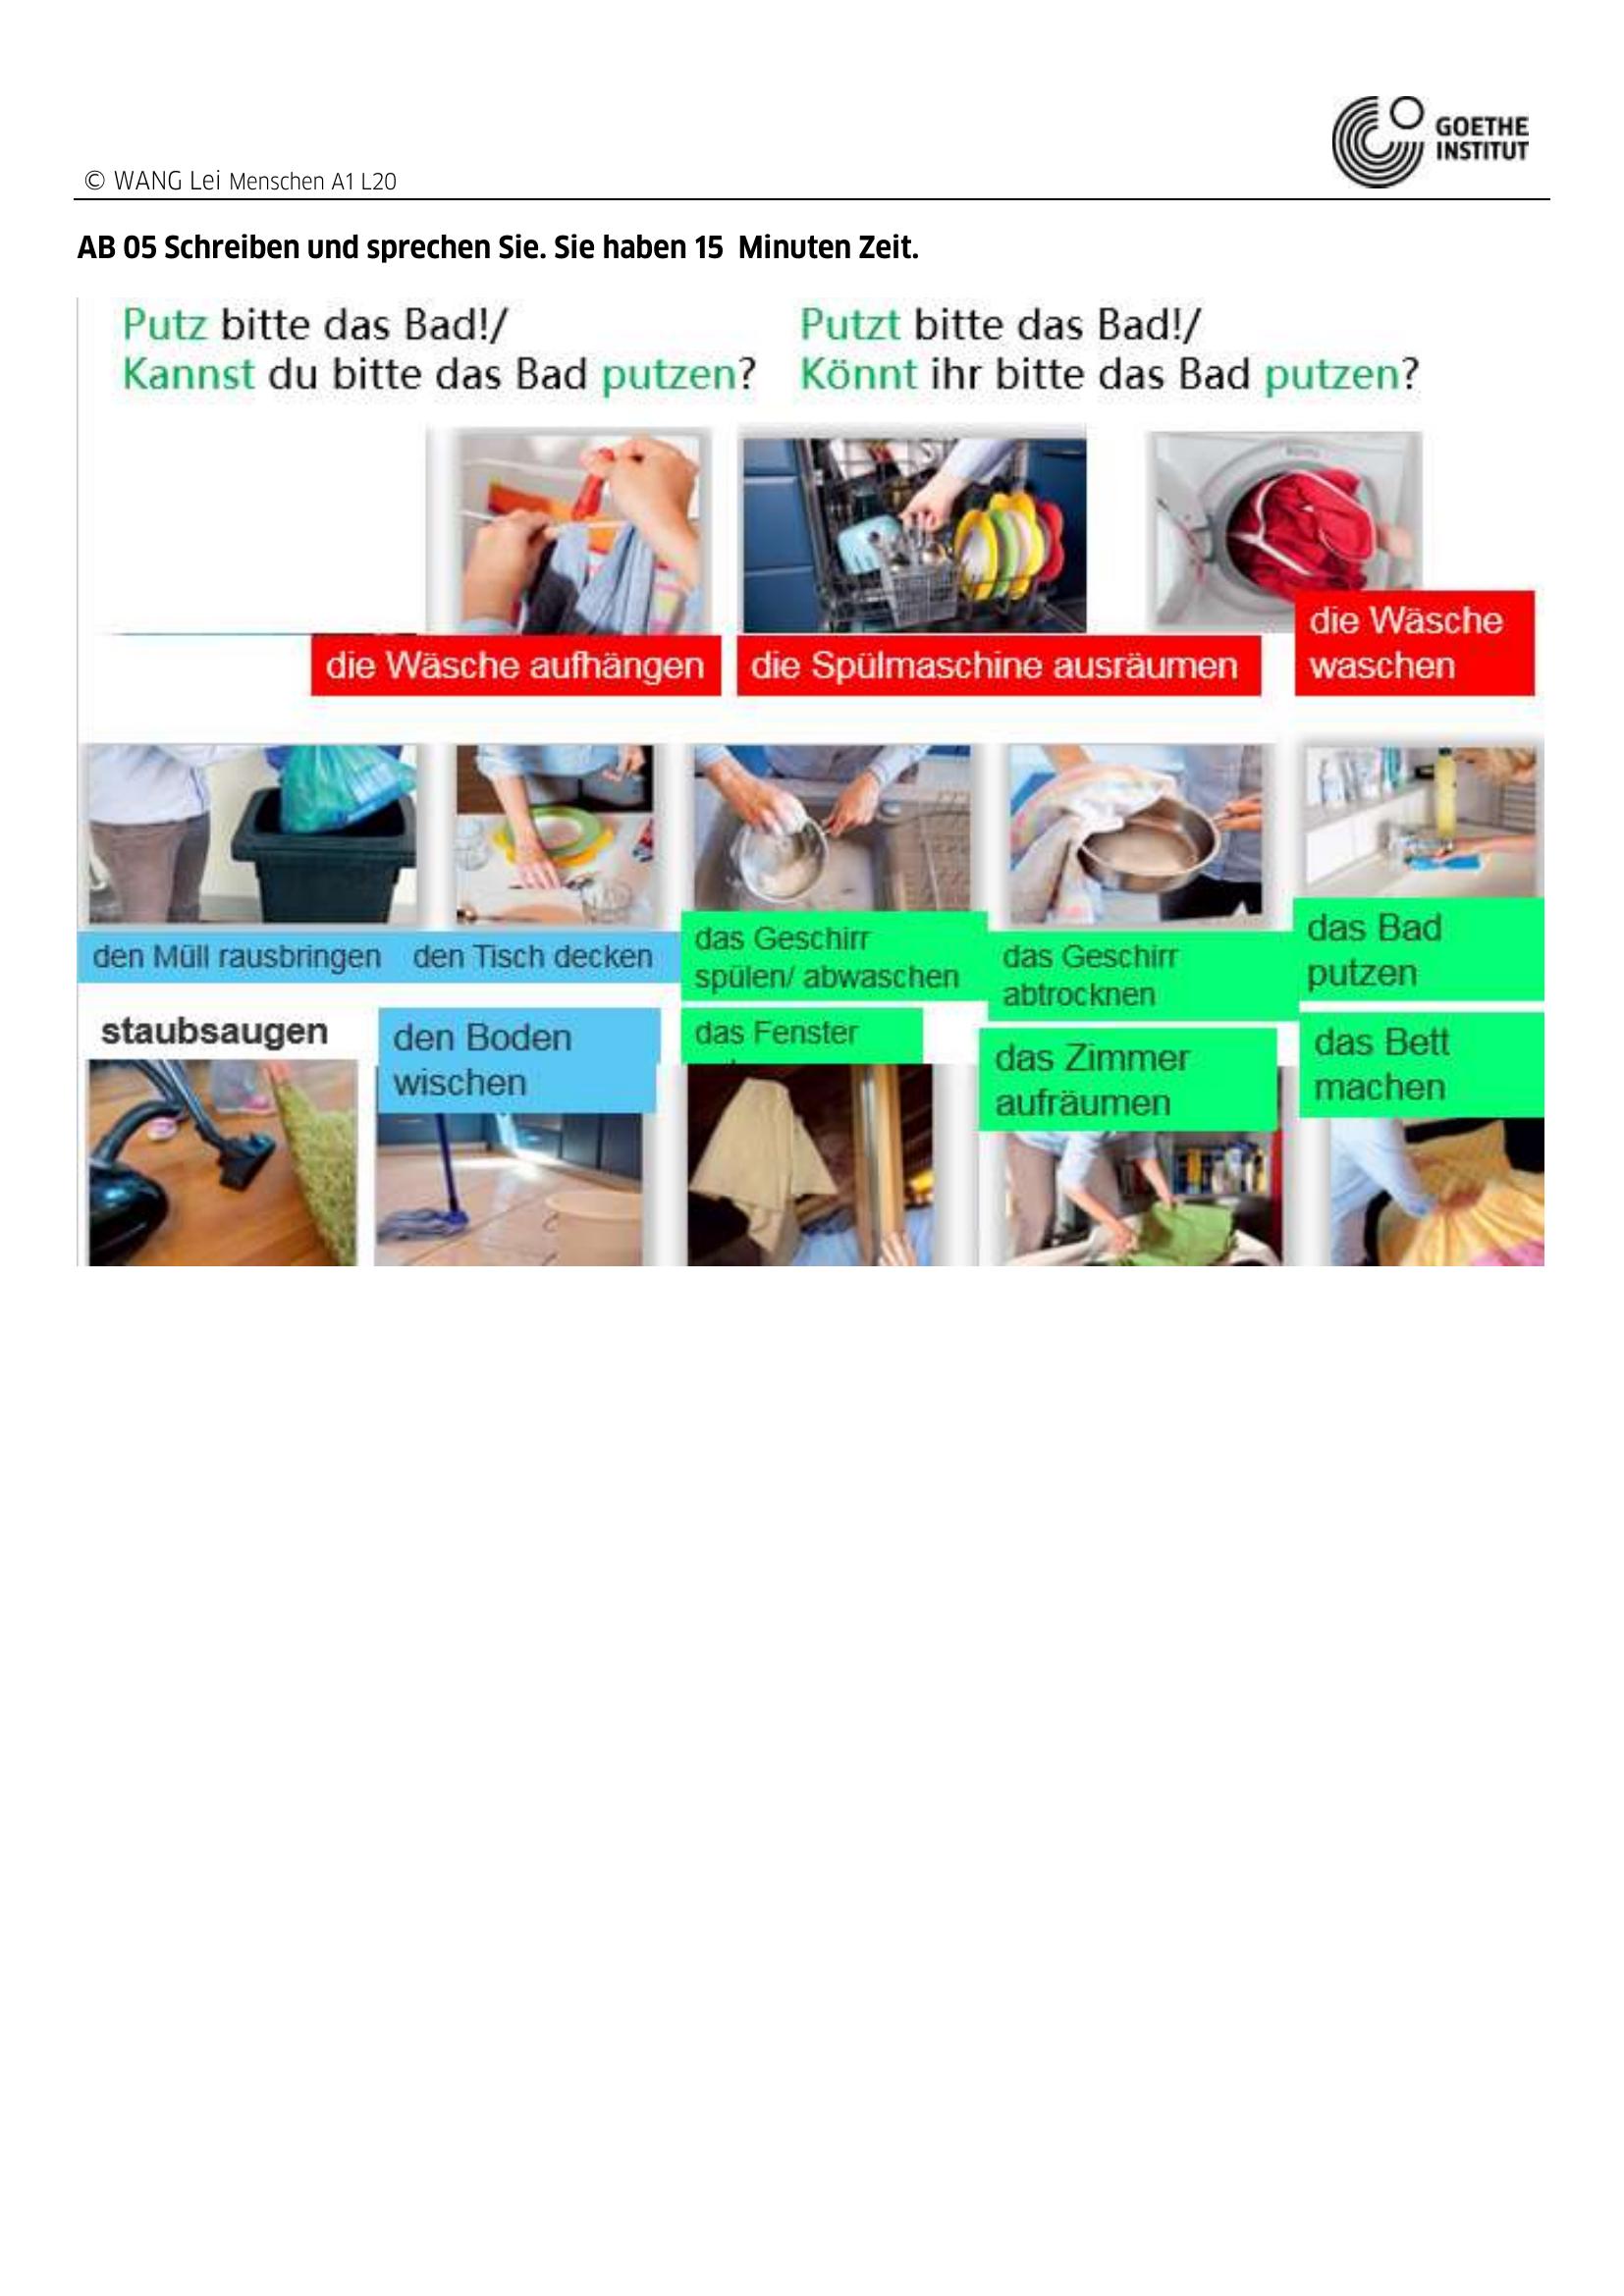 GOETHE
INSTITUT
© WANG Lei Menschen A1 L20
AB 05 Schreiben und sprechen Sie. Sie haben 15 Minuten Zeit.
Putz bitte das Bad!/
Kannst du bitte das Bad putzen?
Putzt bitte das Bad!/
Könnt ihr bitte das Bad putzen?
die Wäsche aufhängen
die Spülmaschine ausräumen
die Wäsche
waschen
den Müll rausbringen
den Tisch decken
das Geschirr
spülen/ abwaschen
das Geschirr
abtrocknen
das Bad
putzen
staubsaugen
den Boden
wischen
das Fenster
das Zimmer
aufräumen
das Bett
machen